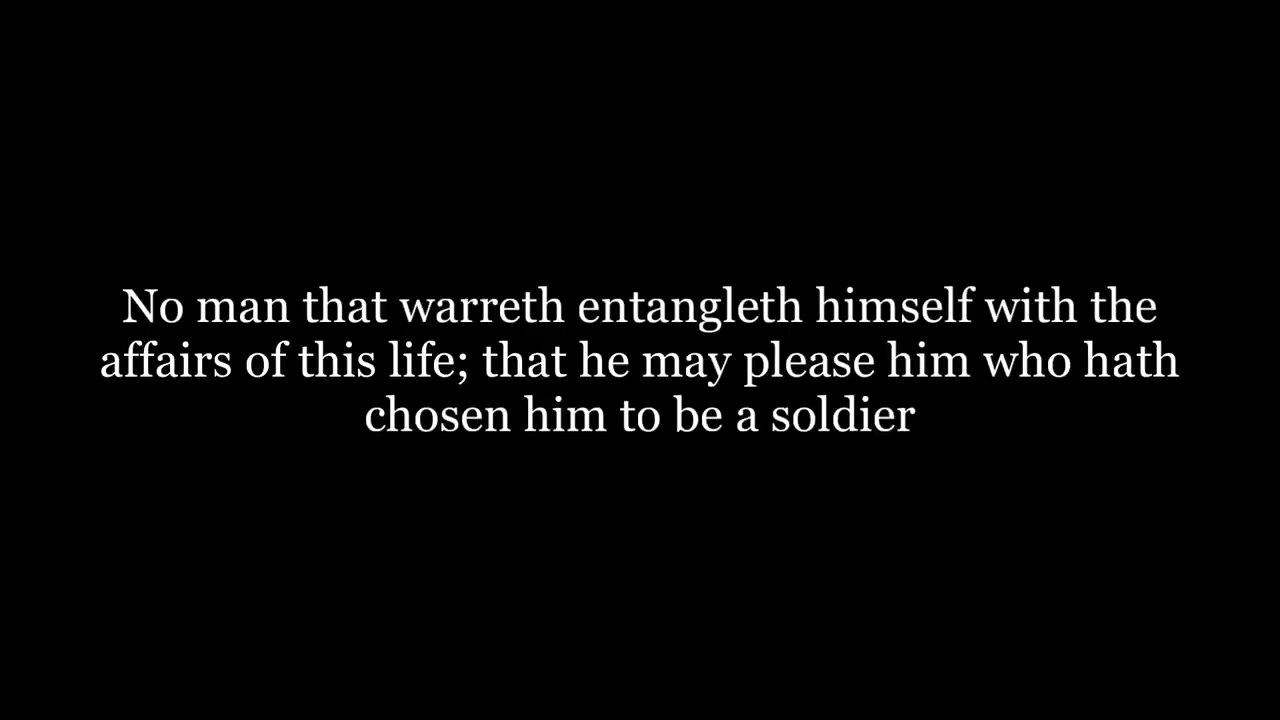 No man that warreth entangleth himself with the
affairs of this life; that he may please him who hath
chosen him to be a soldier